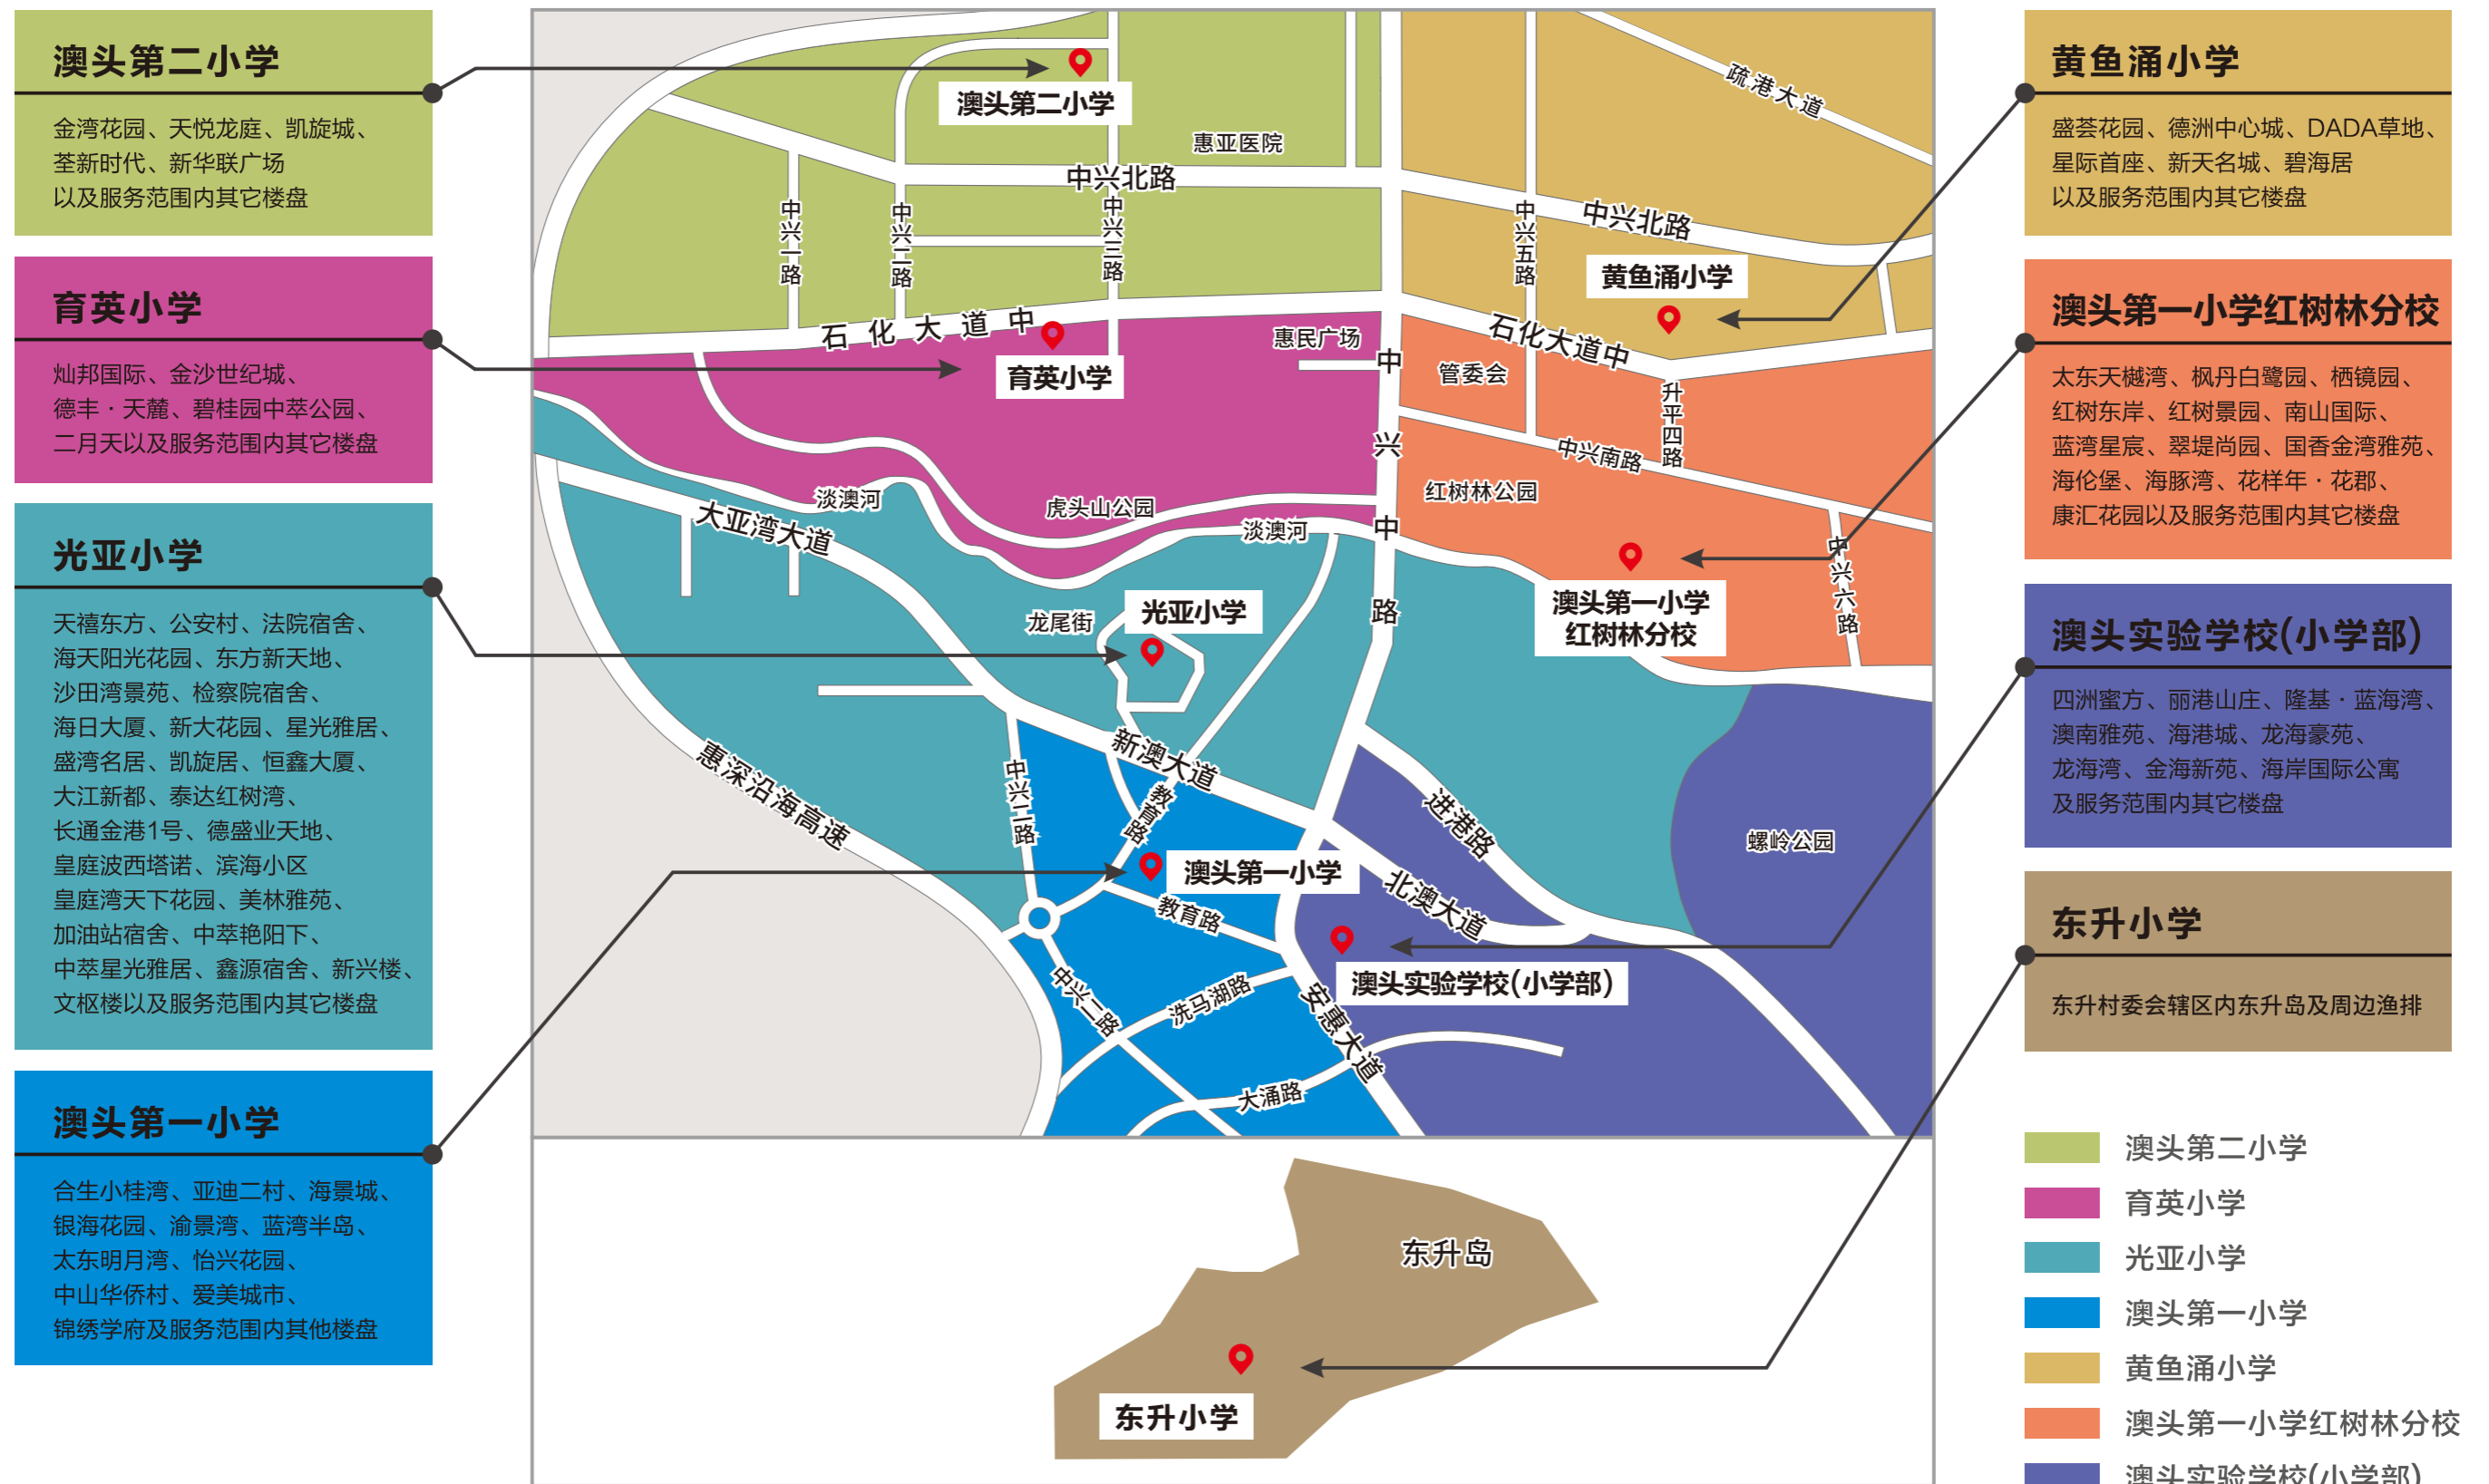 澳头第二小学
金湾花园、天悦龙庭、凯旋城、
荃新时代、新华联广场
以及服务范围内其它楼盘
育英小学
灿邦国际、金沙世纪城、
德丰·天麓、碧桂园中萃公园、
二月天以及服务范围内其它楼盘
光亚小学
天禧东方、公安村、法院宿舍、
海天阳光花园、东方新天地、
沙田湾景苑、检察院宿舍、
海日大厦、新大花园、星光雅居、
盛湾名居、凯旋居、恒鑫大厦、
大江新都、泰达红树湾、
长通金港1号、德盛业天地、
皇庭波西塔诺、滨海小区
皇庭湾天下花园、美林雅苑、
加油站宿舍、中萃艳阳下、
中萃星光雅居、鑫源宿舍、新兴楼、
文枢楼以及服务范围内其它楼盘
澳头第一小学
合生小桂湾、亚迪二村、海景城、
银海花园、渝景湾、蓝湾半岛、
太东明月湾、怡兴花园、
中山华侨村、爱美城市、
锦绣学府及服务范围内其他楼盘
澳头第二小学
惠亚医院
疏港大道
中兴北路
中兴一路
中兴二路
中兴三路
中兴五路
中兴北路
黄鱼涌小学
石化大道中
育英小学
惠民广场
中兴中路
石化大道中
管委会
升平四路
中兴南路
红树林公园
淡澳河
虎头山公园
淡澳河
大亚湾大道
中兴六路
龙尾街
光亚小学
澳头第一小学
红树林分校
新澳大道
惠深沿海高速
中兴二路
教育路
进港路
螺岭公园
澳头第一小学
北澳大道
教育路
澳头实验学校(小学部)
中兴二路
洗马湖路
安惠大道
大涌路
东升岛
东升小学
黄鱼涌小学
盛荟花园、德洲中心城、DADA草地、
星际首座、新天名城、碧海居
以及服务范围内其它楼盘
澳头第一小学红树林分校
太东天樾湾、枫丹白鹭园、栖镜园、
红树东岸、红树景园、南山国际、
蓝湾星宸、翠堤尚园、国香金湾雅苑、
海伦堡、海豚湾、花样年·花郡、
康汇花园以及服务范围内其它楼盘
澳头实验学校(小学部)
四洲蜜方、丽港山庄、隆基·蓝海湾、
澳南雅苑、海港城、龙海豪苑、
龙海湾、金海新苑、海岸国际公寓
及服务范围内其它楼盘
东升小学
东升村委会辖区内东升岛及周边渔排
澳头第二小学
育英小学
光亚小学
澳头第一小学
黄鱼涌小学
澳头第一小学红树林分校
澳头实验学校(小学部)